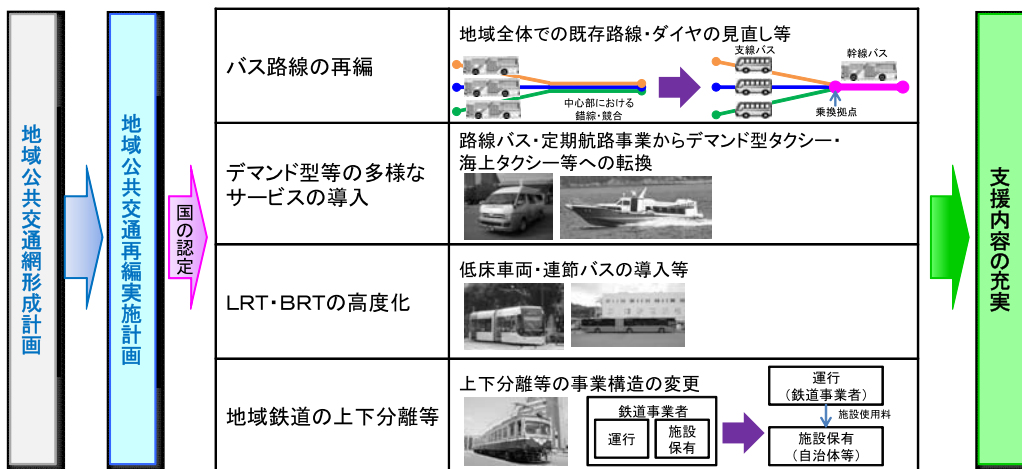 地域公共交通網形成計画
地域公共交通再編実施計画
国の認定
バス路線の再編
地域全体での既存路線・ダイヤの見直し等
中心部における
錯綜・競合
支線バス
幹線バス
乗換拠点
デマンド型等の多様な
サービスの導入
路線バス・定期航路事業からデマンド型タクシー・
海上タクシー等への転換
LRT・BRTの高度化
低床車両・連節バスの導入等
地域鉄道の上下分離等
上下分離等の事業構造の変更
鉄道事業者
運行
施設
保有
運行
(鉄道事業者)
施設使用料
施設保有
(自治体等)
支援内容の充実